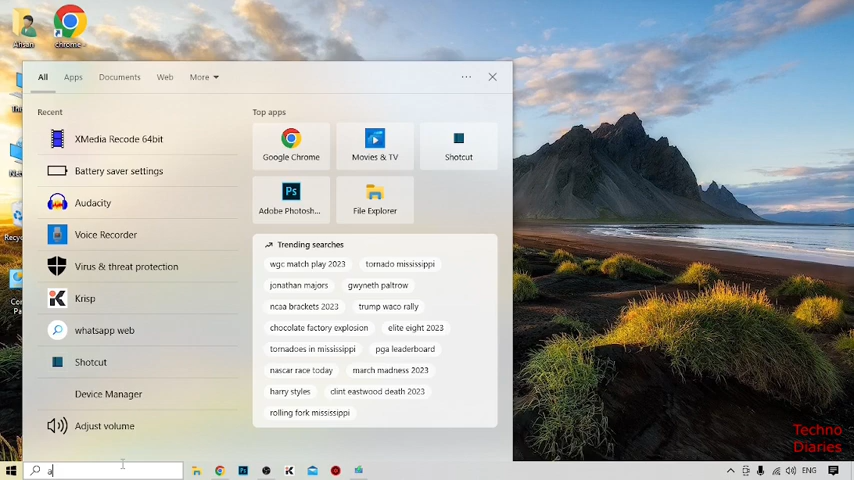 Afisan
chrome -
All Apps Documents Web More
Recent
XMedia Recode 64bit
Battery saver settings
Audacity
Voice Recorder
Virus & threat protection
Krisp
whatsapp web
Shotcut
Device Manager
Adjust volume
Top apps
Google Chrome Movies & TV Shotcut
Ps
Adobe Photosh... File Explorer
Trending searches
wgc match play 2023 tornado mississippi
jonathan majors gwyneth paltrow
ncaa brackets 2023 trump waco rally
chocolate factory explosion elite eight 2023
tornadoes in mississippi pga leaderboard
nascar race today march madness 2023
harry styles clint eastwood death 2023
rolling fork mississippi
Techno
Diaries
a
ENG